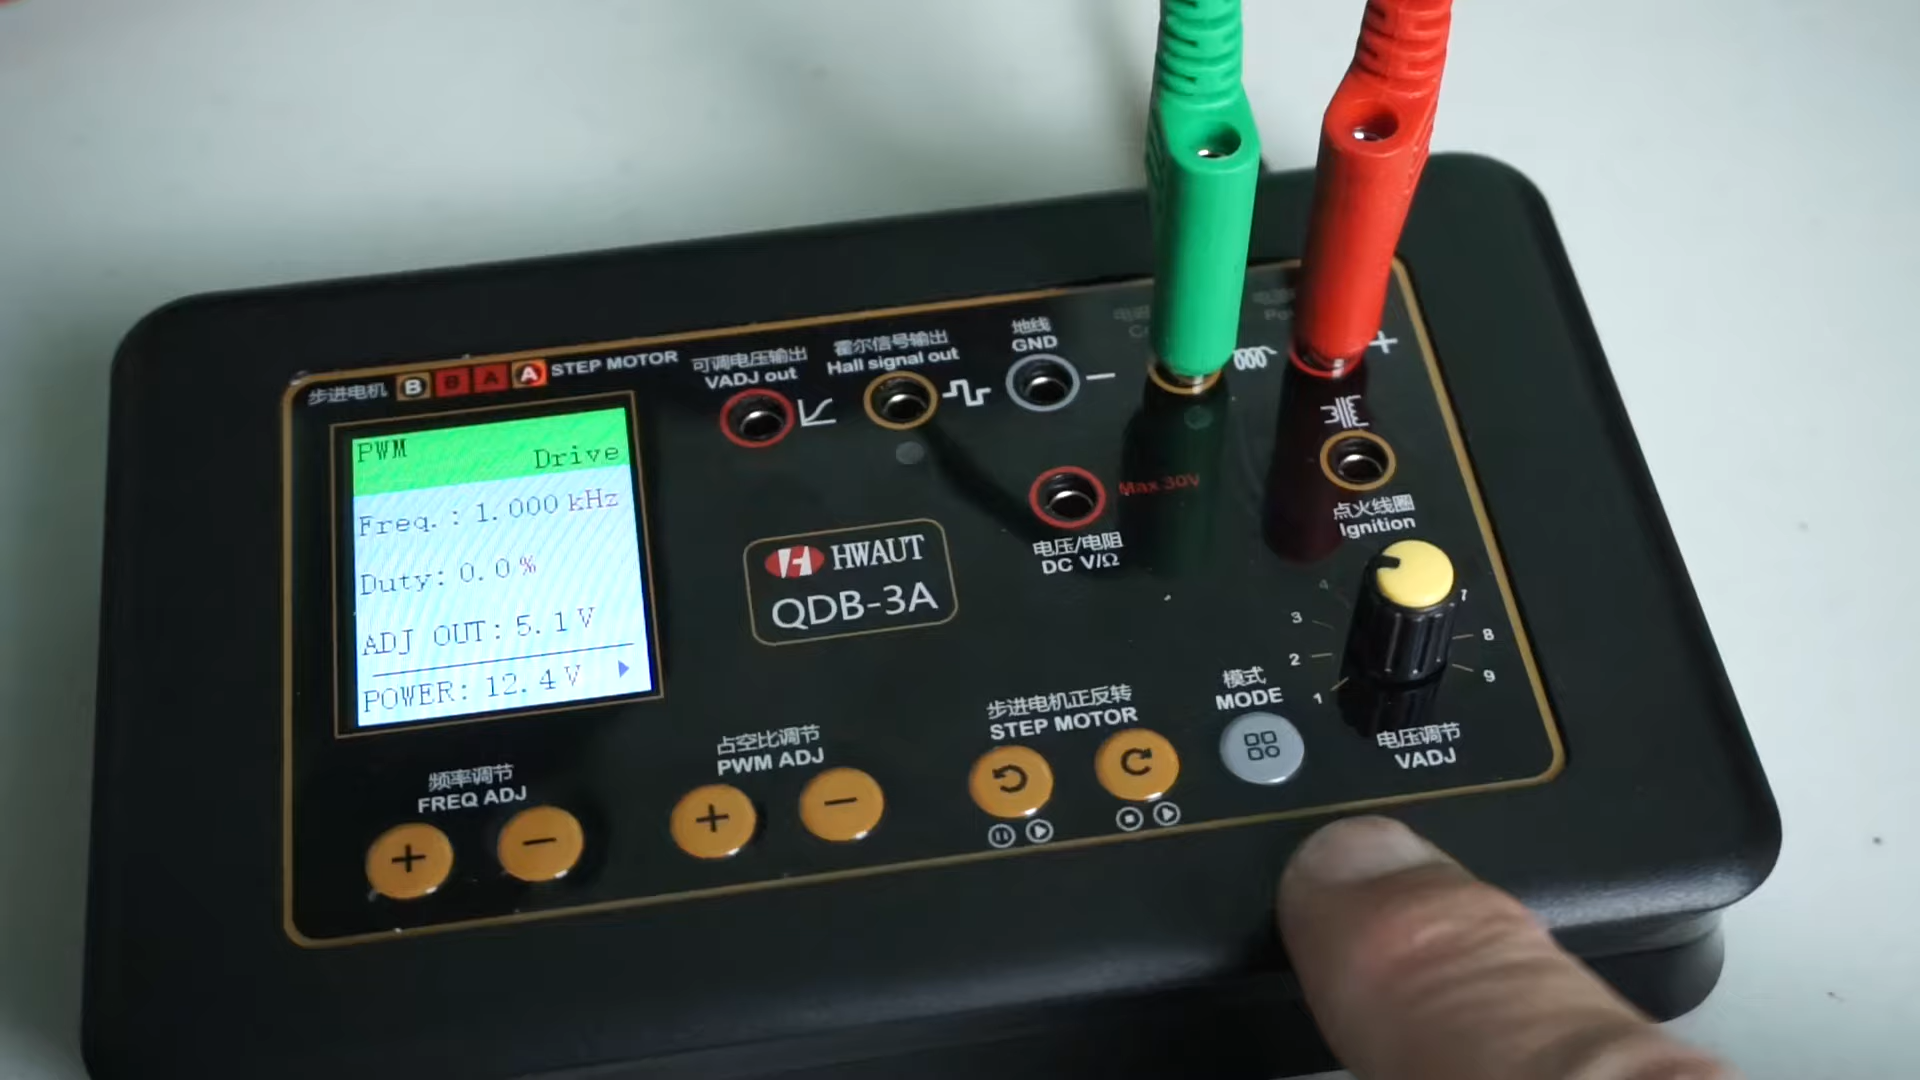 步进电机 B B A A STEP MOTOR
可调电压输出
VADJ out
霍尔信号输出
Hall signal out
地线
GND
PWM
Drive
Freq.: 1.000 kHz
Duty: 0.0 %
ADJ OUT: 5.1 V
POWER: 12.4 V
HWAUT
QDB-3A
Max 30V
电压/电阻
DC V/Ω
点火线圈
Ignition
1
2
3
4
7
8
9
电压调节
VADJ
模式
MODE
步进电机正反转
STEP MOTOR
占空比调节
PWM ADJ
频率调节
FREQ ADJ